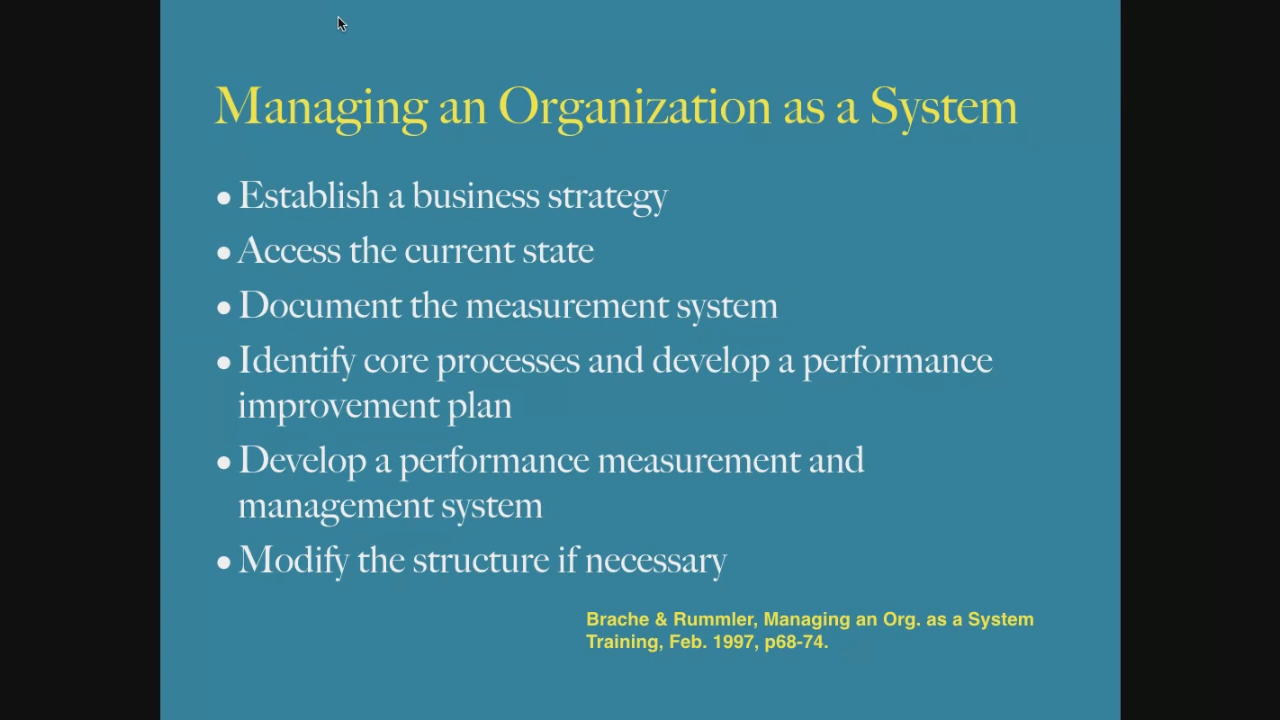 Managing an Organization as a System
• Establish a business strategy
• Access the current state
• Document the measurement system
• Identify core processes and develop a performance
improvement plan
• Develop a performance measurement and
management system
• Modify the structure if necessary
Brache & Rummler, Managing an Org. as a System
Training, Feb. 1997, p68-74.